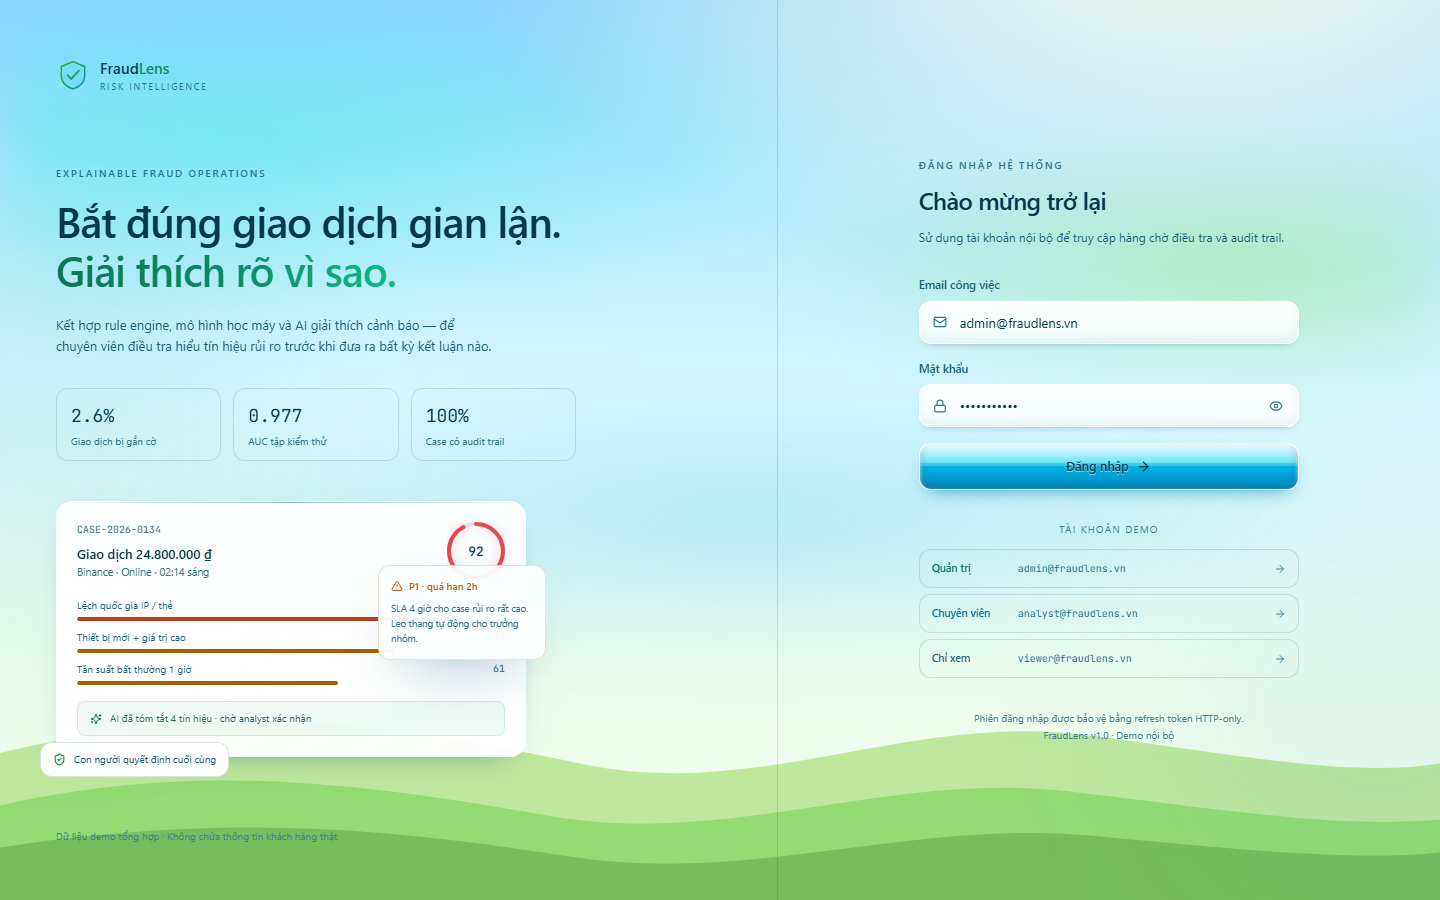 FraudLens
RISK INTELLIGENCE
EXPLAINABLE FRAUD OPERATIONS
Bắt đúng giao dịch gian lận.
Giải thích rõ vì sao.
Kết hợp rule engine, mô hình học máy và AI giải thích cảnh báo — để
chuyên viên điều tra hiểu tín hiệu rủi ro trước khi đưa ra bất kỳ kết luận nào.
2.6%
Giao dịch bị gắn cờ
0.977
AUC tập kiểm thử
100%
Case có audit trail
CASE-2026-0134
Giao dịch 24.800.000 ₫
Binance · Online · 02:14 sáng
92
Lệch quốc gia IP / thẻ
Thiết bị mới + giá trị cao
Tần suất bất thường 1 giờ
61
P1 · quá hạn 2h
SLA 4 giờ cho case rủi ro rất cao.
Leo thang tự động cho trưởng
nhóm.
AI đã tóm tắt 4 tín hiệu · chờ analyst xác nhận
Con người quyết định cuối cùng
Dữ liệu demo tổng hợp · Không chứa thông tin khách hàng thật
ĐĂNG NHẬP HỆ THỐNG
Chào mừng trở lại
Sử dụng tài khoản nội bộ để truy cập hàng chờ điều tra và audit trail.
Email công việc
admin@fraudlens.vn
Mật khẩu
•••••••••••
Đăng nhập →
TÀI KHOẢN DEMO
Quản trị admin@fraudlens.vn →
Chuyên viên analyst@fraudlens.vn →
Chỉ xem viewer@fraudlens.vn →
Phiên đăng nhập được bảo vệ bằng refresh token HTTP-only.
FraudLens v1.0 · Demo nội bộ